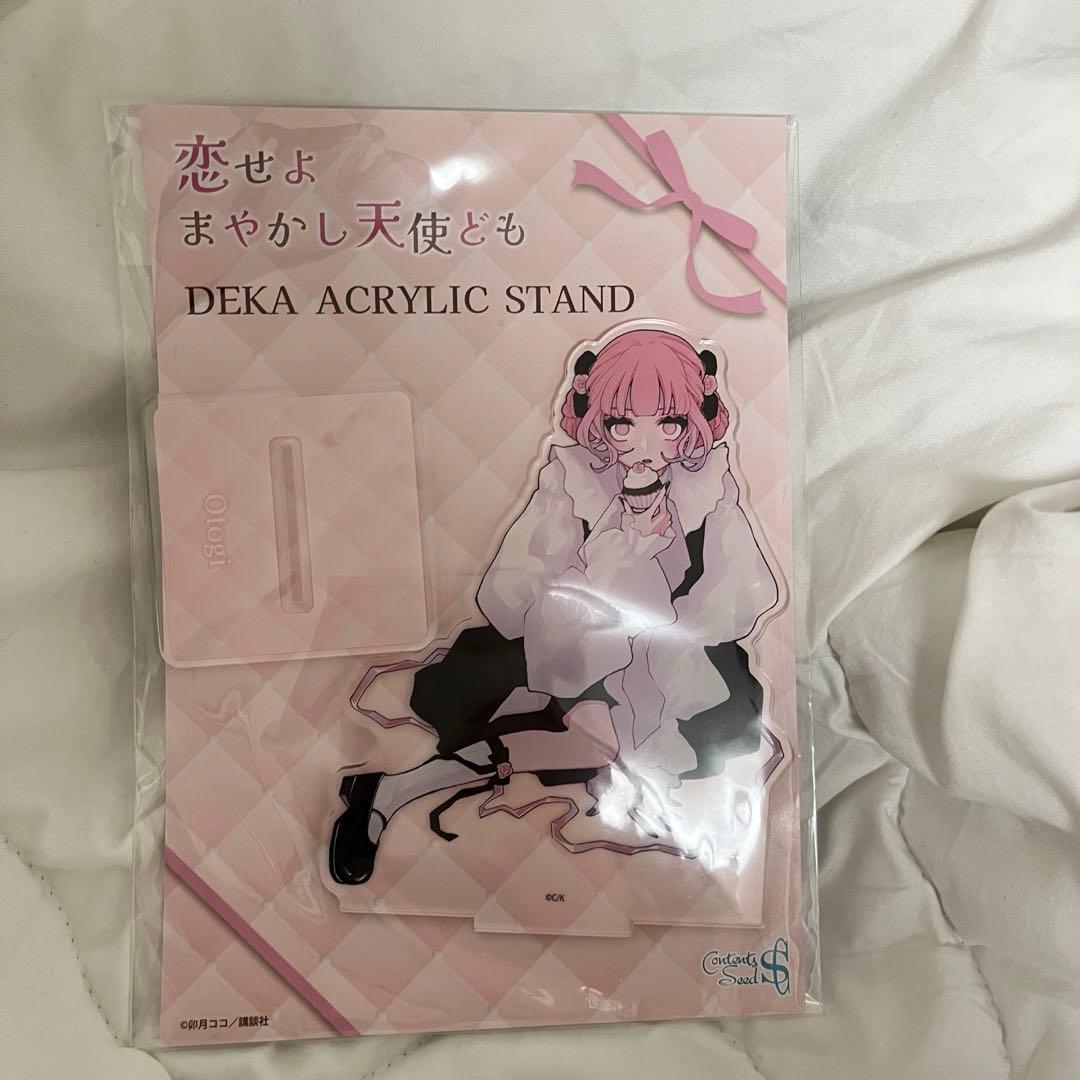 恋せよ
まやかし天使ども
DEKA ACRYLIC STAND
Otogi
©C/K
Contents
Seed
©卯月ココ／講談社